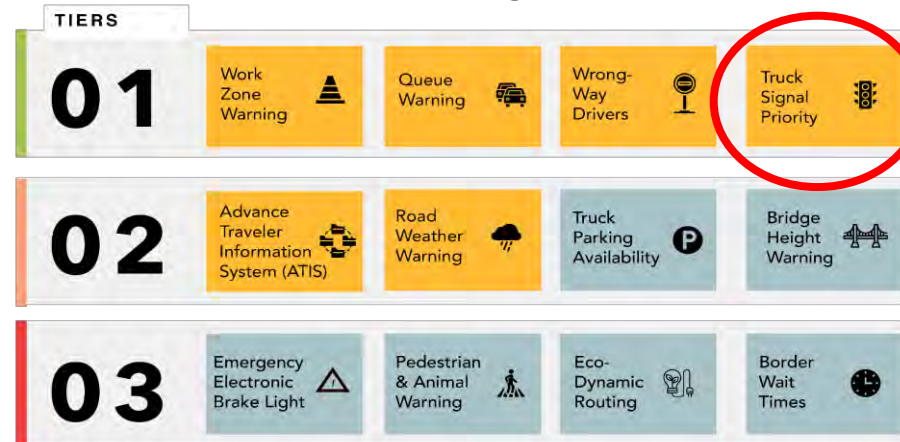 TIERS
01
Work
Zone
Warning
Queue
Warning
Wrong-
Way
Drivers
Truck
Signal
Priority
02
Advance
Traveler
Information
System (ATIS)
Road
Weather
Warning
Truck
Parking
Availability
P
Bridge
Height
Warning
03
Emergency
Electronic
Brake Light
Pedestrian
& Animal
Warning
Eco-
Dynamic
Routing
Border
Wait
Times